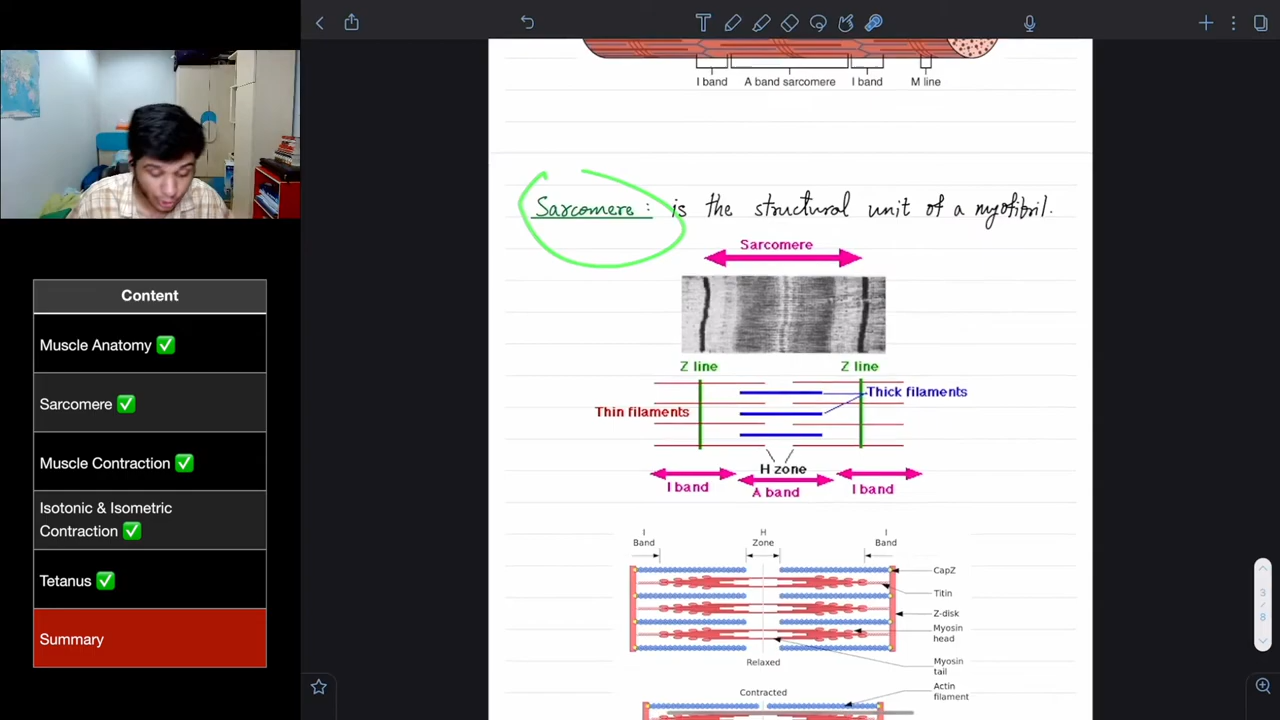 Content
Muscle Anatomy ✅
Sarcomere ✅
Muscle Contraction ✅
Isotonic & Isometric
Contraction ✅
Tetanus ✅
Summary
T
I band
A band sarcomere
I band
M line
Sarcomere : is the structural unit of a myofibril.
Sarcomere
Z line
Z line
Thick filaments
Thin filaments
H zone
I band
A band
I band
I
Band
H
Zone
I
Band
CapZ
Titin
Z-disk
Myosin
head
Myosin
tail
Relaxed
Contracted
Actin
filament
3
/
8